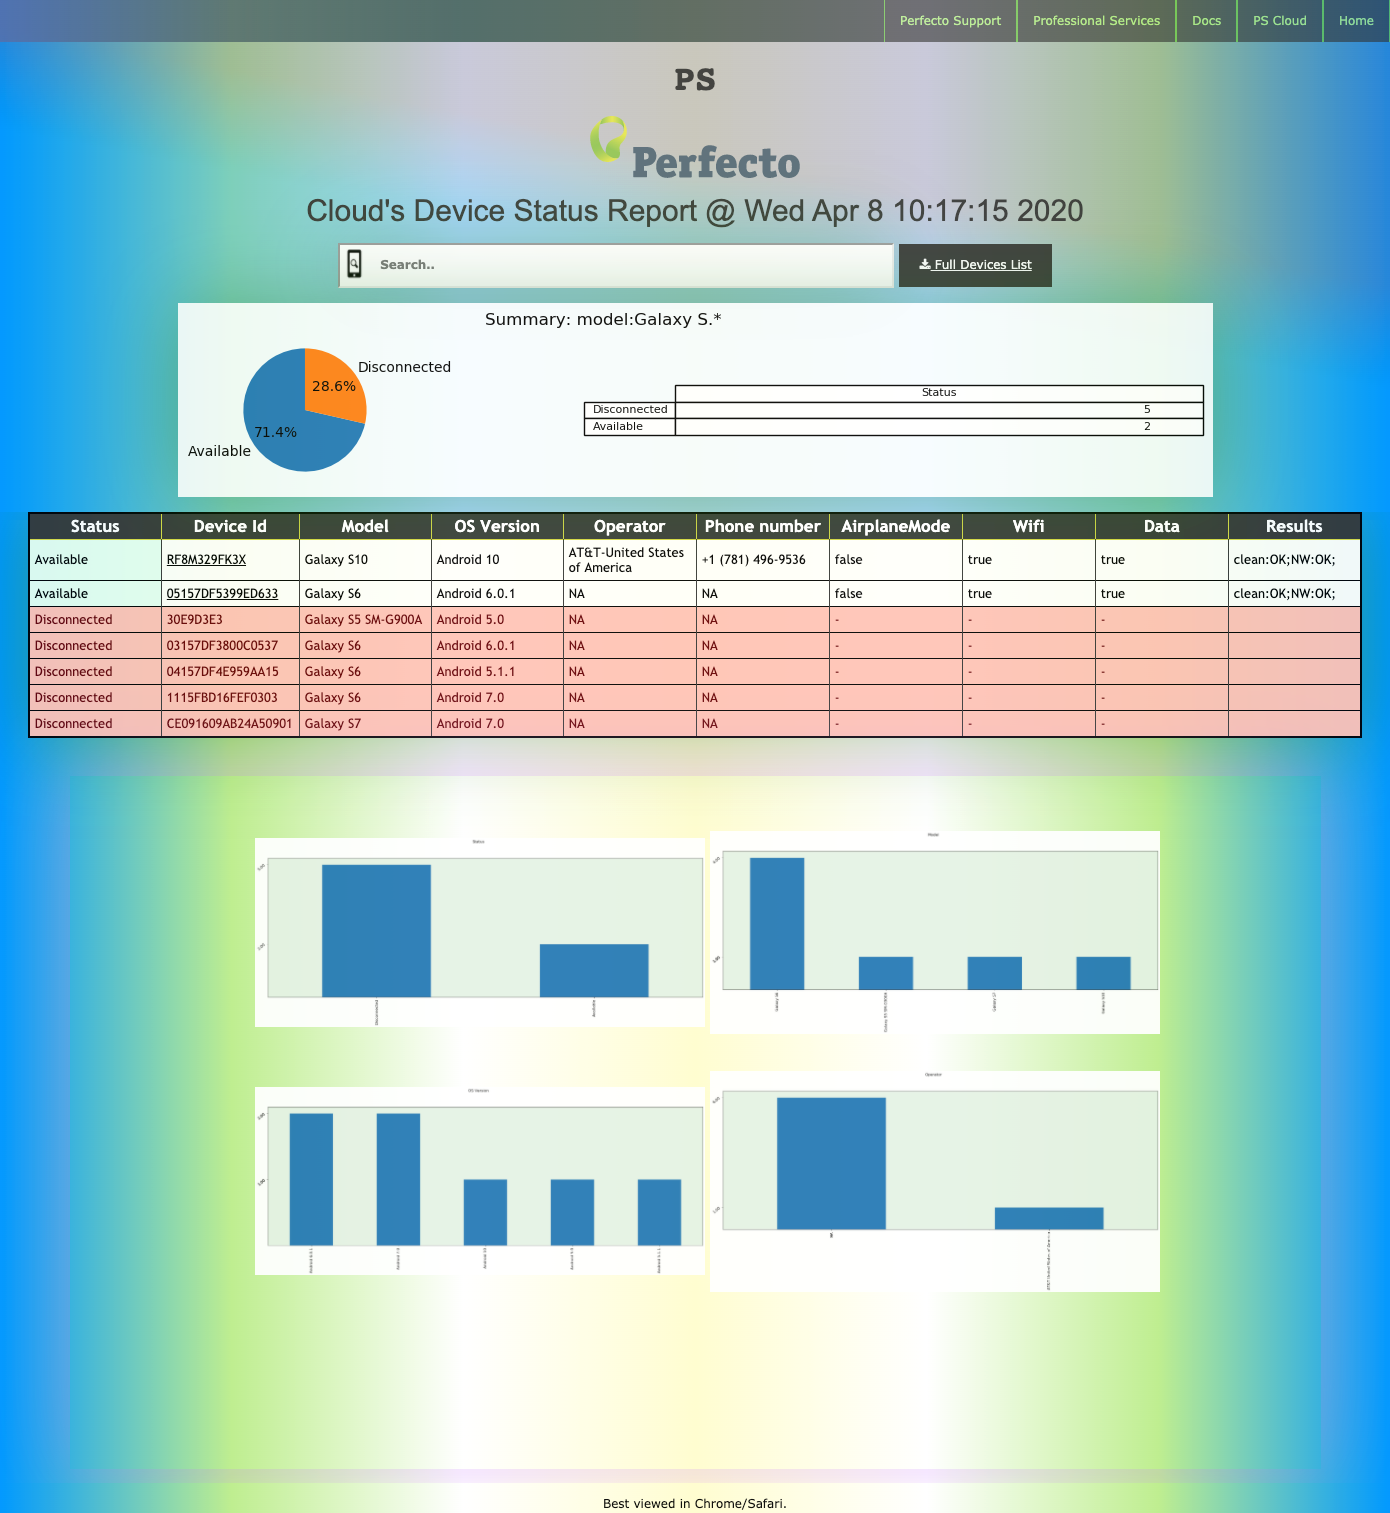 Perfecto Support
Professional Services
Docs
PS Cloud
Home
PS
Perfecto
Cloud's Device Status Report @ Wed Apr 8 10:17:15 2020
Search..
Full Devices List
Summary: model:Galaxy S.*
Disconnected
28.6%
71.4%
Available
Status
Disconnected 5
Available 2
Status Device Id Model OS Version Operator Phone number AirplaneMode Wifi Data Results
Available RF8M329FK3X Galaxy S10 Android 10 AT&T-United States of America +1 (781) 496-9536 false true true clean:OK;NW:OK;
Available 05157DF5399ED633 Galaxy S6 Android 6.0.1 NA NA false true true clean:OK;NW:OK;
Disconnected 30E9D3E3 Galaxy S5 SM-G900A Android 5.0 NA NA - - -
Disconnected 03157DF3800C0537 Galaxy S6 Android 6.0.1 NA NA - - -
Disconnected 04157DF4E959AA15 Galaxy S6 Android 5.1.1 NA NA - - -
Disconnected 1115FBD16FEF0303 Galaxy S6 Android 7.0 NA NA - - -
Disconnected CE091609AB24A50901 Galaxy S7 Android 7.0 NA NA - - -
Status
Model
OS Version
Operator
Best viewed in Chrome/Safari.